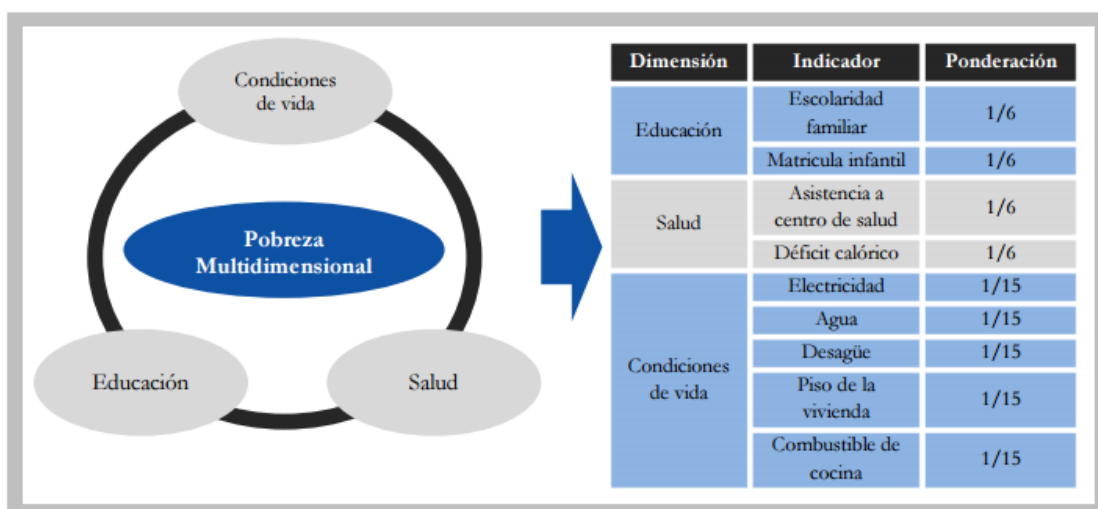 Condiciones
de vida
Pobreza
Multidimensional
Educación
Salud
Dimensión Indicador Ponderación
Educación
Escolaridad
familiar
1/6
Matricula infantil 1/6
Salud
Asistencia a
centro de salud
1/6
Déficit calórico 1/6
Condiciones
de vida
Electricidad 1/15
Agua 1/15
Desagüe 1/15
Piso de la
vivienda
1/15
Combustible de
cocina
1/15